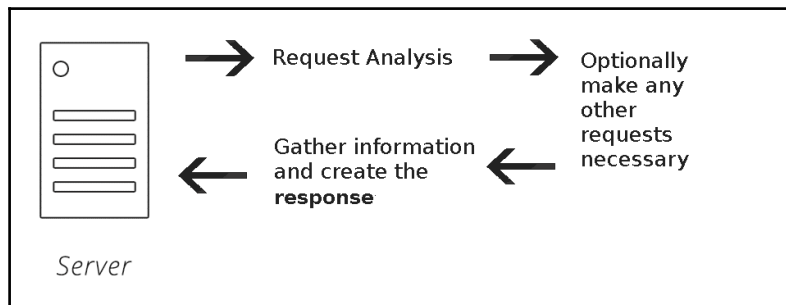 Request Analysis
Optionally
make any
other
requests
necessary
Gather information
and create the
response
Server